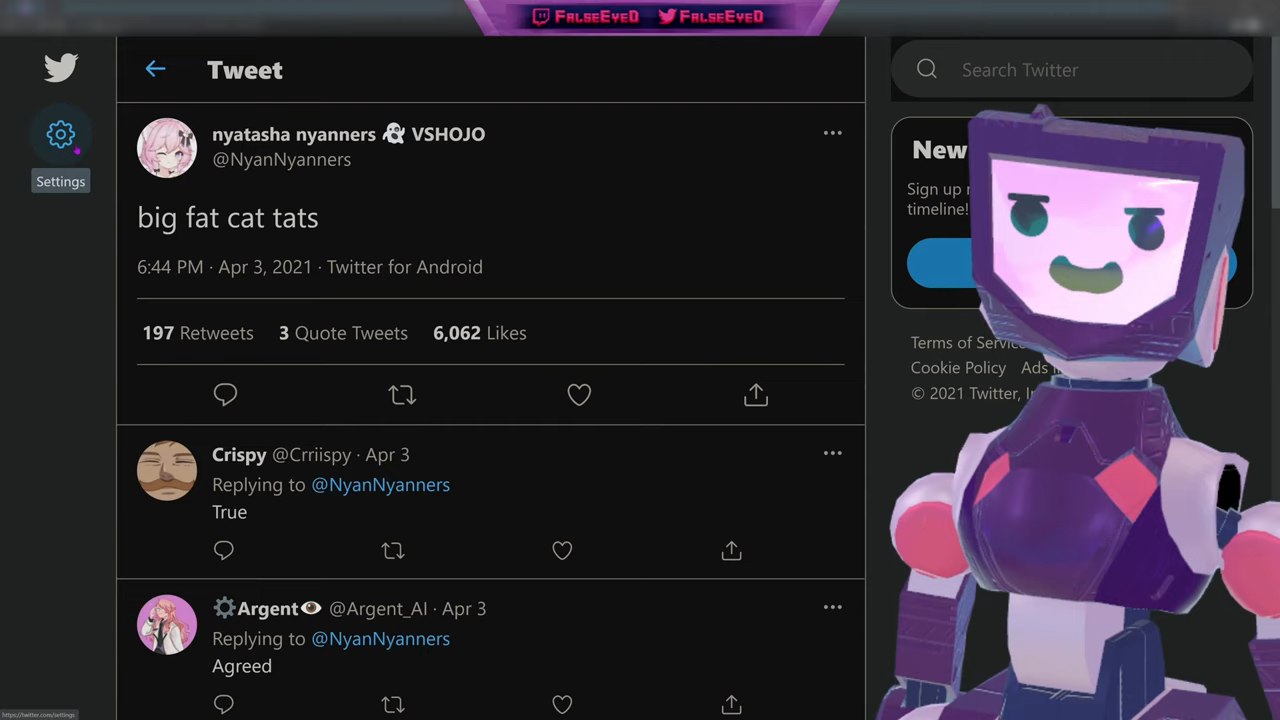 FalseEyeD FalseEyeD
Tweet
Search Twitter
Settings
nyatasha nyanners 👻 VSHOJO
@NyanNyanners
big fat cat tats
6:44 PM · Apr 3, 2021 · Twitter for Android
197 Retweets 3 Quote Tweets 6,062 Likes
Crispy @Crriispy · Apr 3
Replying to @NyanNyanners
True
⚙️Argent👁️ @Argent_AI · Apr 3
Replying to @NyanNyanners
Agreed
New
Sign up
timeline!
Terms of
Cookie Policy Ads
© 2021 Twitter,
https://twitter.com/settings